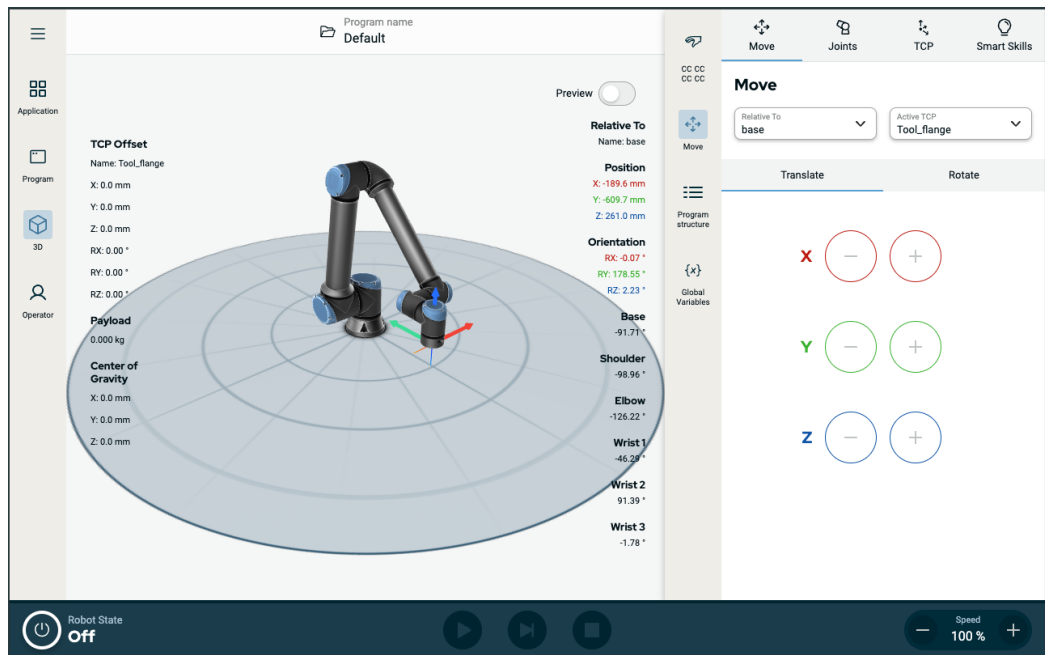 Program name
Default
Application
Program
3D
Operator
TCP Offset
Name: Tool_flange
X: 0.0 mm
Y: 0.0 mm
Z: 0.0 mm
RX: 0.00 °
RY: 0.00 °
RZ: 0.00 °
Payload
0.000 kg
Center of
Gravity
X: 0.0 mm
Y: 0.0 mm
Z: 0.0 mm
Preview
Relative To
Name: base
Position
X: -189.6 mm
Y: -609.7 mm
Z: 261.0 mm
Orientation
RX: -0.07 °
RY: 178.55 °
RZ: 2.23 °
Base
-91.71 °
Shoulder
-98.96 °
Elbow
-126.22 °
Wrist 1
-46.29 °
Wrist 2
91.39 °
Wrist 3
-1.78 °
CC CC
CC CC
Move
Program
structure
{x}
Global
Variables
Move
Joints
TCP
Smart Skills
Move
Relative To
base
Active TCP
Tool_flange
Translate
Rotate
X
Y
Z
Robot State
Off
Speed
100 %